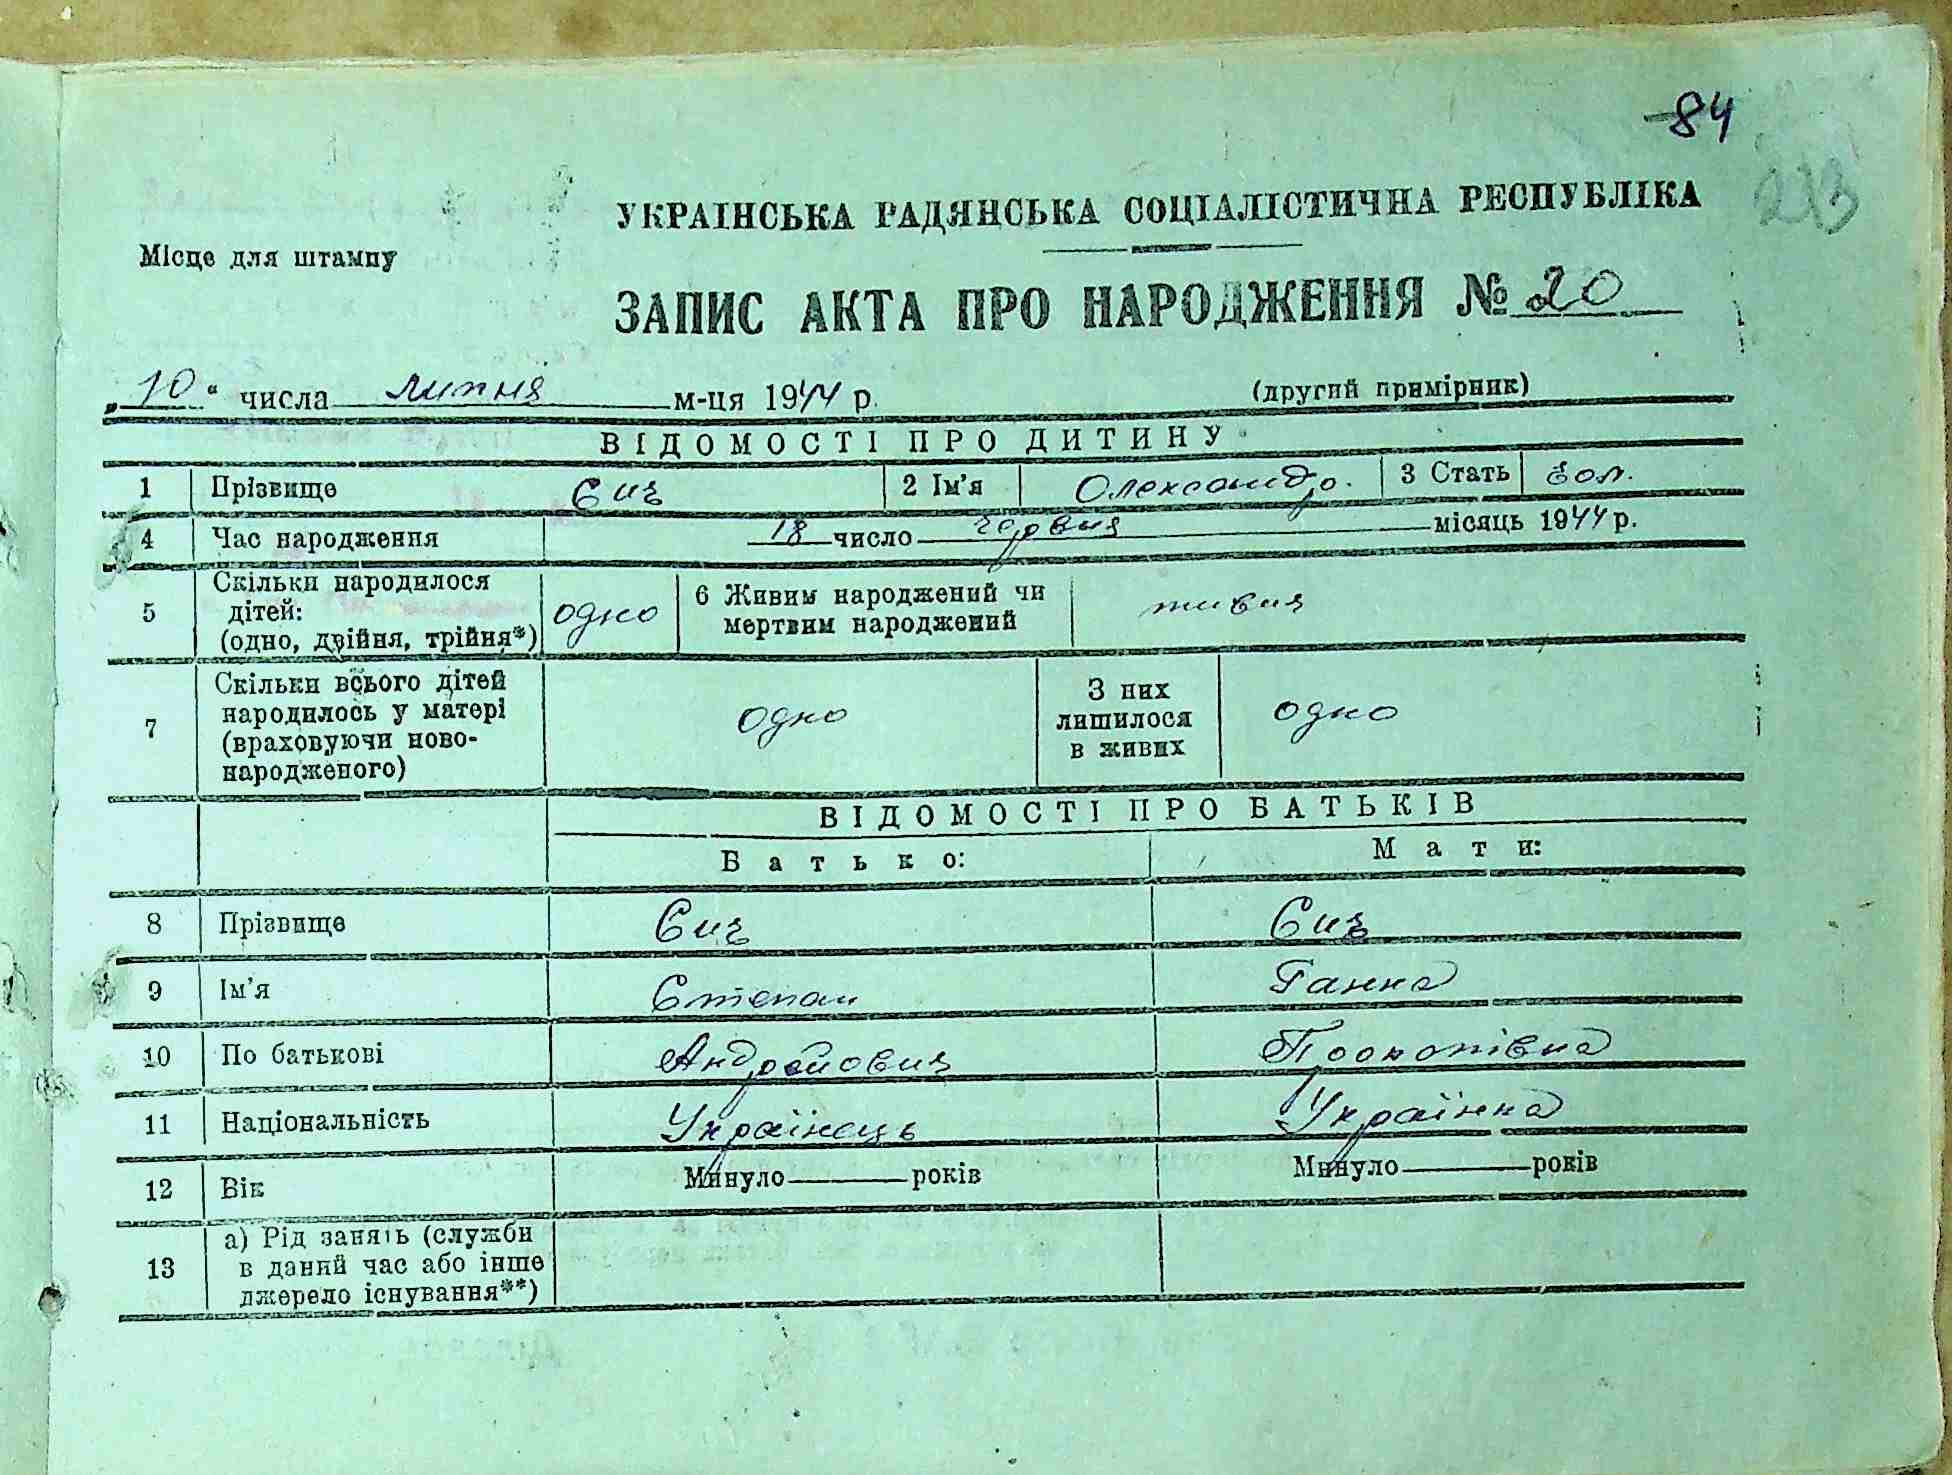 84
213
УКРАЇНСЬКА РАДЯНСЬКА СОЦІАЛІСТИЧНА РЕСПУБЛІКА
Місце для штампу
ЗАПИС АКТА ПРО НАРОДЖЕННЯ № 20
„10“ числа липня м-ця 1944 р. (другий примірник)
ВІДОМОСТІ ПРО ДИТИНУ
1 Прізвище Сич 2 Ім'я Олександр. 3 Стать чол.
4 Час народження 18 число червня місяць 1944 р.
5 Скільки народилося дітей: (одно, двійня, трійня*) одно 6 Живим народжений чи мертвим народжений живим
7 Скільки всього дітей народилось у матері (враховуючи ново-народженого) одно З них лишилося в живих одно
ВІДОМОСТІ ПРО БАТЬКІВ
Батько: Мати:
8 Прізвище Сич Сич
9 Ім'я Степан Ганна
10 По батькові Андрійович Прокопівна
11 Національність Українець Українка
12 Вік Минуло років Минуло років
13 а) Рід занять (служби в даний час або інше джерело існування**)